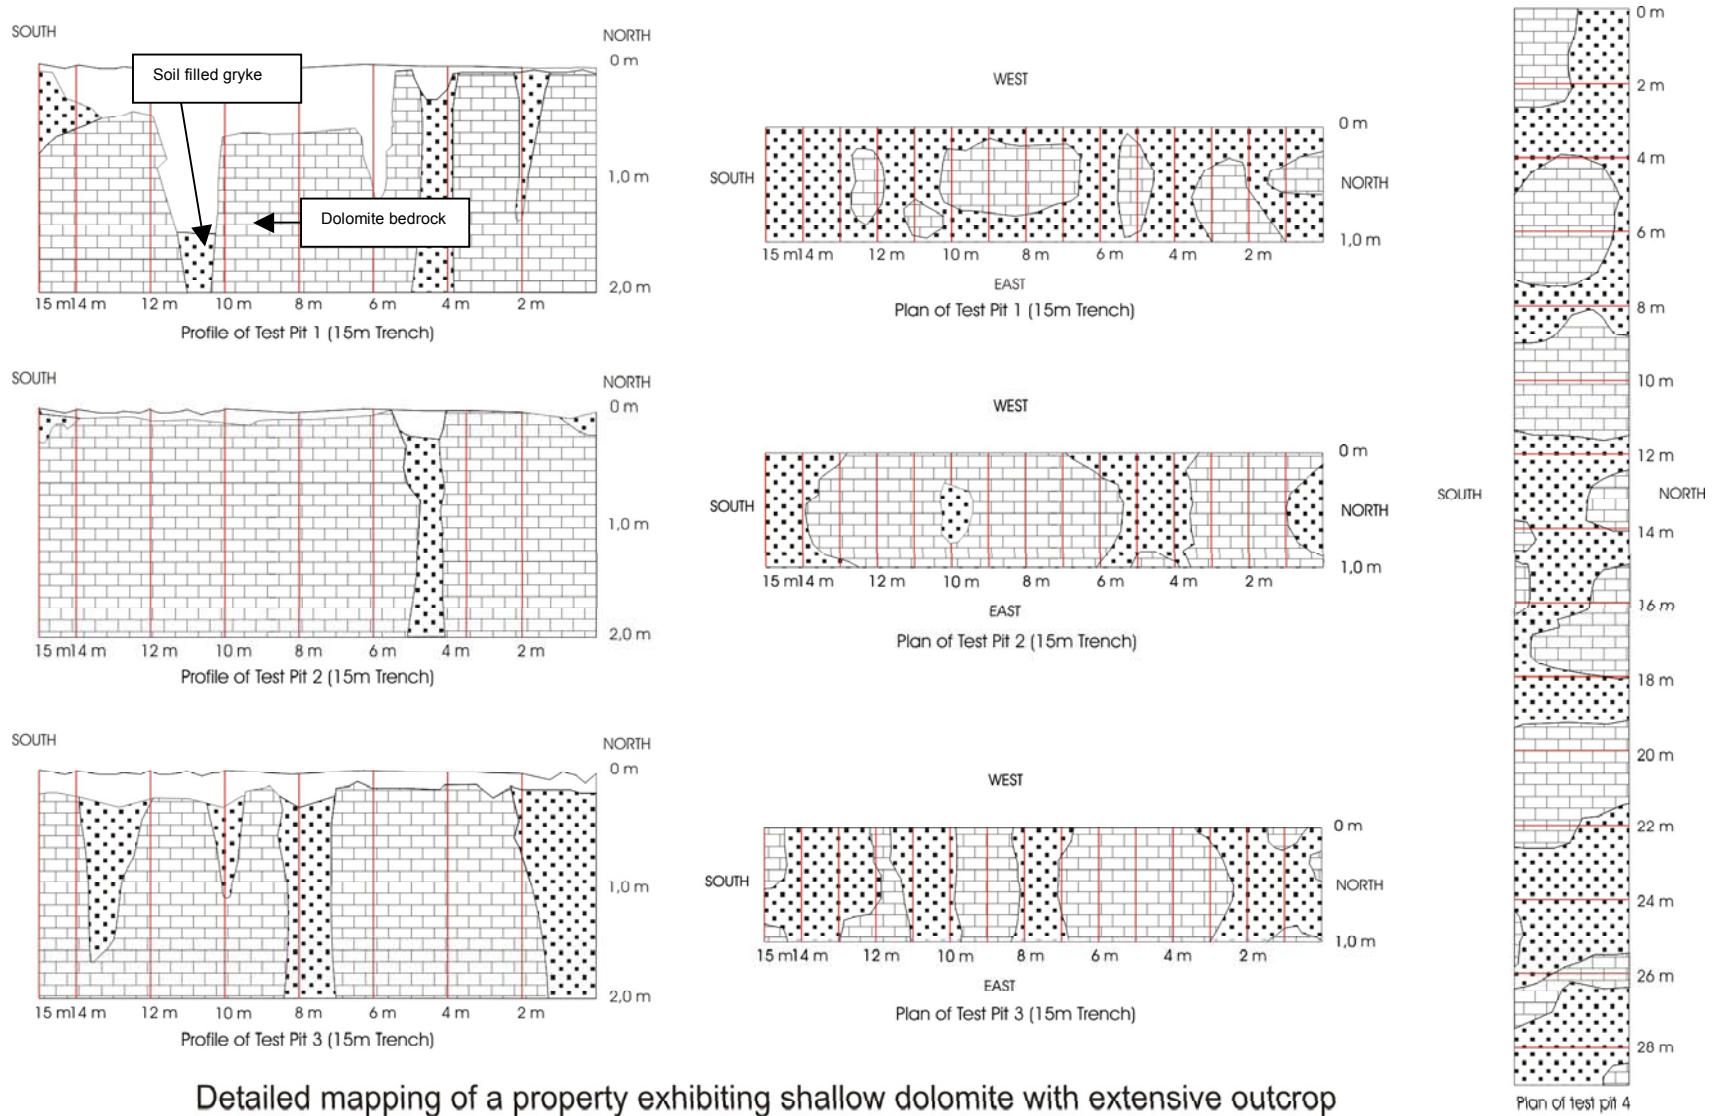 SOUTH
NORTH
Soil filled gryke
Dolomite bedrock
0 m
1,0 m
2,0 m
15 m14 m 12 m 10 m 8 m 6 m 4 m 2 m
Profile of Test Pit 1 (15m Trench)
WEST
0 m
SOUTH
NORTH
1,0 m
15 m14 m 12 m 10 m 8 m 6 m 4 m 2 m
EAST
Plan of Test Pit 1 (15m Trench)
SOUTH
NORTH
0 m
1,0 m
2,0 m
15 m14 m 12 m 10 m 8 m 6 m 4 m 2 m
Profile of Test Pit 2 (15m Trench)
WEST
0 m
SOUTH
NORTH
1,0 m
15 m14 m 12 m 10 m 8 m 6 m 4 m 2 m
EAST
Plan of Test Pit 2 (15m Trench)
SOUTH
NORTH
0 m
1,0 m
2,0 m
15 m14 m 12 m 10 m 8 m 6 m 4 m 2 m
Profile of Test Pit 3 (15m Trench)
WEST
0 m
SOUTH
NORTH
1,0 m
15 m14 m 12 m 10 m 8 m 6 m 4 m 2 m
EAST
Plan of Test Pit 3 (15m Trench)
0 m
2 m
4 m
6 m
8 m
10 m
12 m
SOUTH
NORTH
14 m
16 m
18 m
20 m
22 m
24 m
26 m
28 m
Plan of test pit 4
Detailed mapping of a property exhibiting shallow dolomite with extensive outcrop